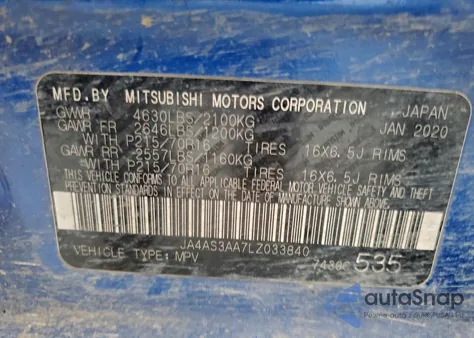 MFD.BY MITSUBISHI MOTORS CORPORATION JAPAN
GVWR 4630LBS/2100KG JAN 2020
GAWR FR 2646LBS/1200KG
WITH P215/70R16 TIRES 16X6.5J RIMS
GAWR RR 2557LBS/1160KG
WITH P215/70R16 TIRES 16X6.5J RIMS
THIS VEHICLE CONFORMS TO ALL APPLICABLE FEDERAL MOTOR VEHICLE SAFETY, BUMPER AND THEFT
PREVENTION STANDARDS IN EFFECT ON THE DATE OF MANUFACTURE SHOWN ABOVE.
JA4AS3AA7LZ033840
VEHICLE TYPE: MPV
535
autoSnap